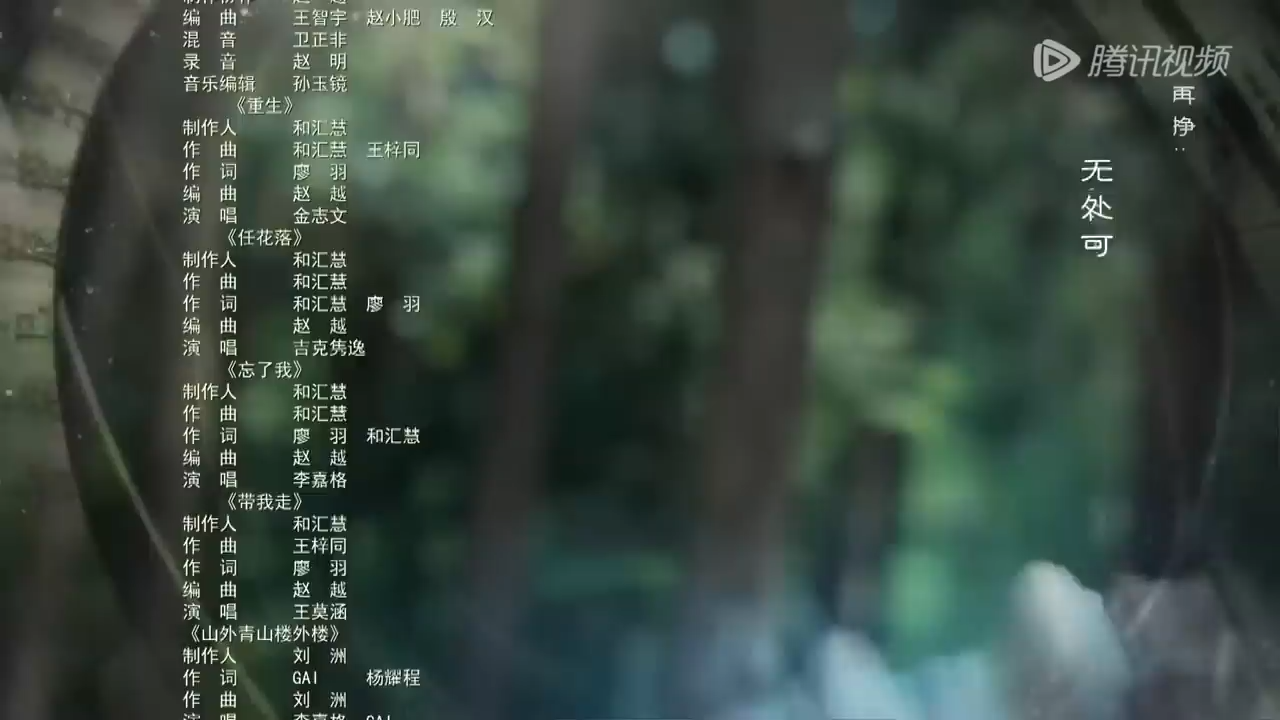 编 曲 王智宇 赵小肥 殷 汉
混 音 卫正非
录 音 赵 明
音乐编辑 孙玉镜
《重生》
制作人 和汇慧
作 曲 和汇慧 王梓同
作 词 廖 羽
编 曲 赵 越
演 唱 金志文
《任花落》
制作人 和汇慧
作 曲 和汇慧
作 词 和汇慧 廖 羽
编 曲 赵 越
演 唱 吉克隽逸
《忘了我》
制作人 和汇慧
作 曲 和汇慧
作 词 廖 羽 和汇慧
编 曲 赵 越
演 唱 李嘉格
《带我走》
制作人 和汇慧
作 曲 王梓同
作 词 廖 羽
编 曲 赵 越
演 唱 王莫涵
《山外青山楼外楼》
制作人 刘 洲
作 词 GAI 杨耀程
作 曲 刘 洲
演 唱 李嘉格 GAI
腾讯视频
再挣
无处可